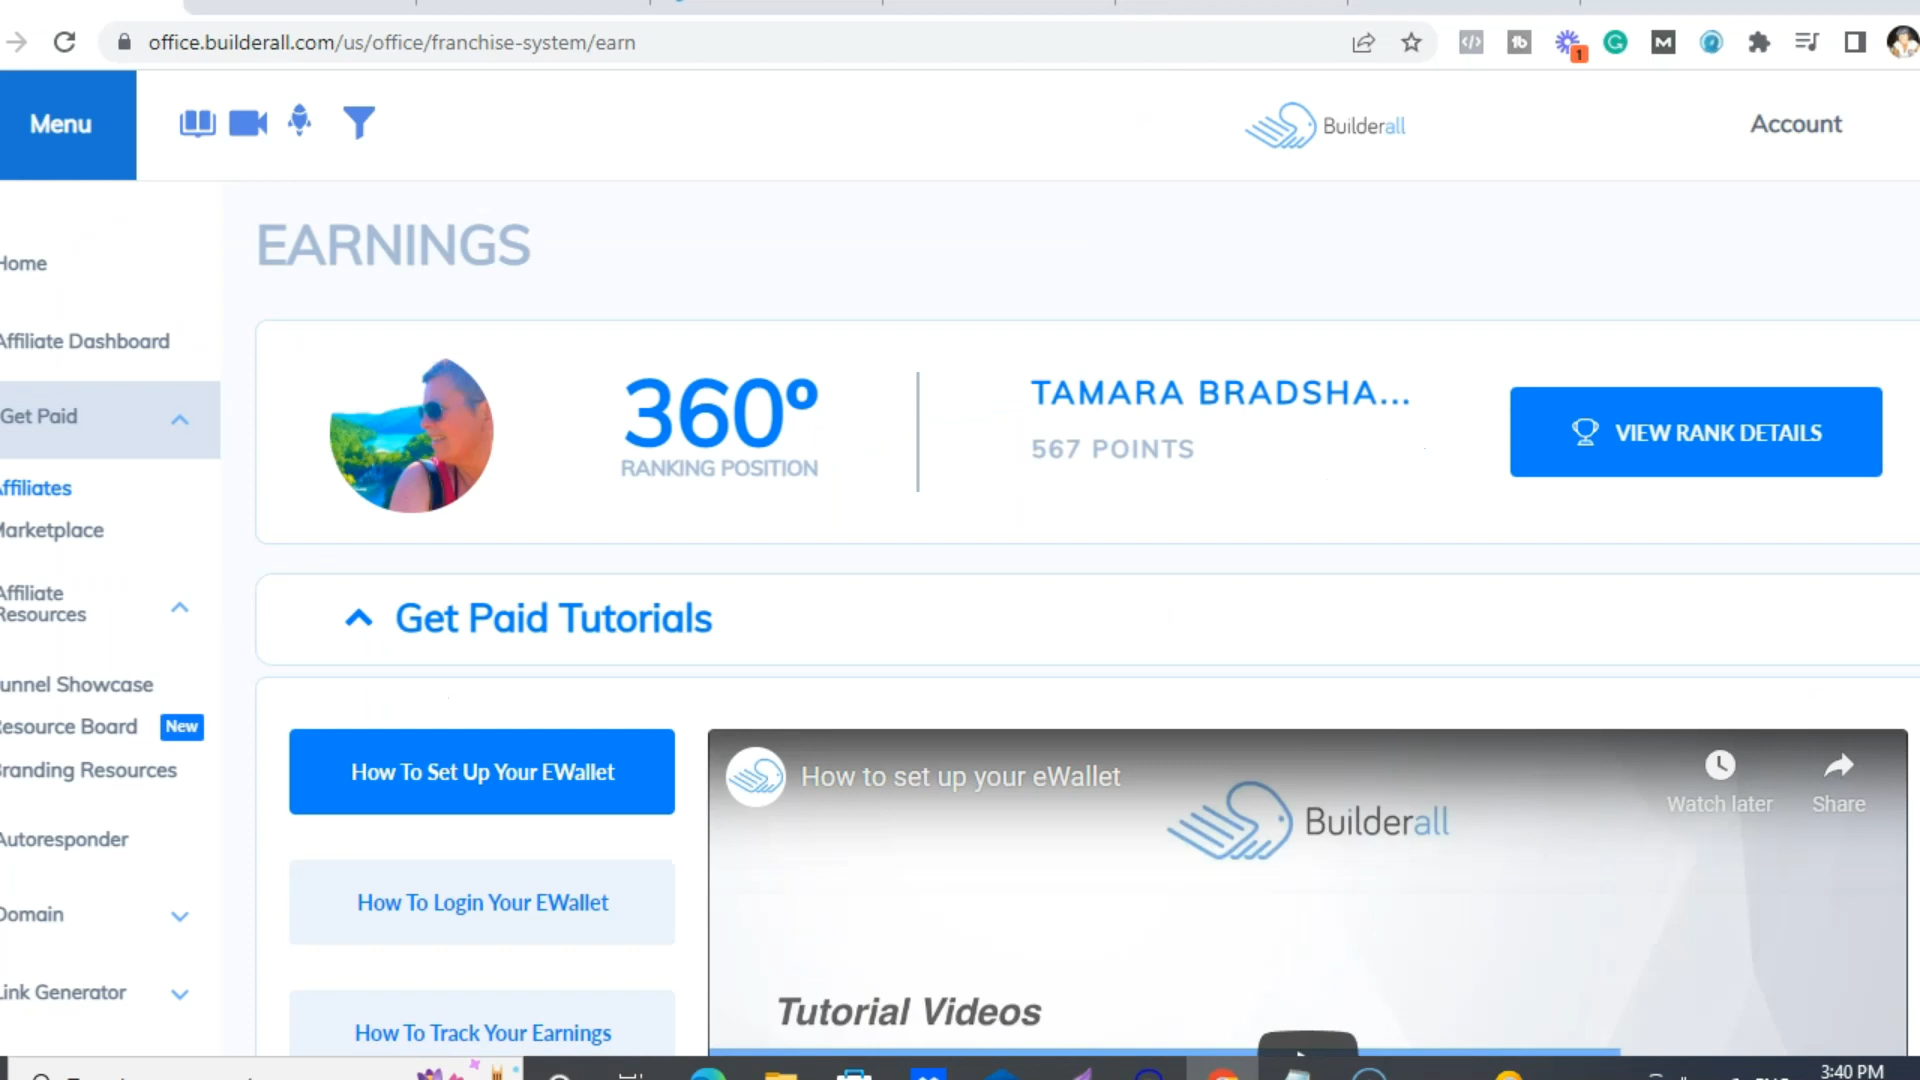 office.builderall.com/us/office/franchise-system/earn
1
Menu
Builderall
Account
EARNINGS
Home
Affiliate Dashboard
Get Paid
Affiliates
Marketplace
Affiliate
Resources
unnel Showcase
esource Board New
randing Resources
Autoresponder
Domain
Link Generator
360º
RANKING POSITION
TAMARA BRADSHA...
567 POINTS
VIEW RANK DETAILS
Get Paid Tutorials
How To Set Up Your EWallet
How To Login Your EWallet
How To Track Your Earnings
How to set up your eWallet
Watch later
Share
Builderall
Tutorial Videos
3:40 PM